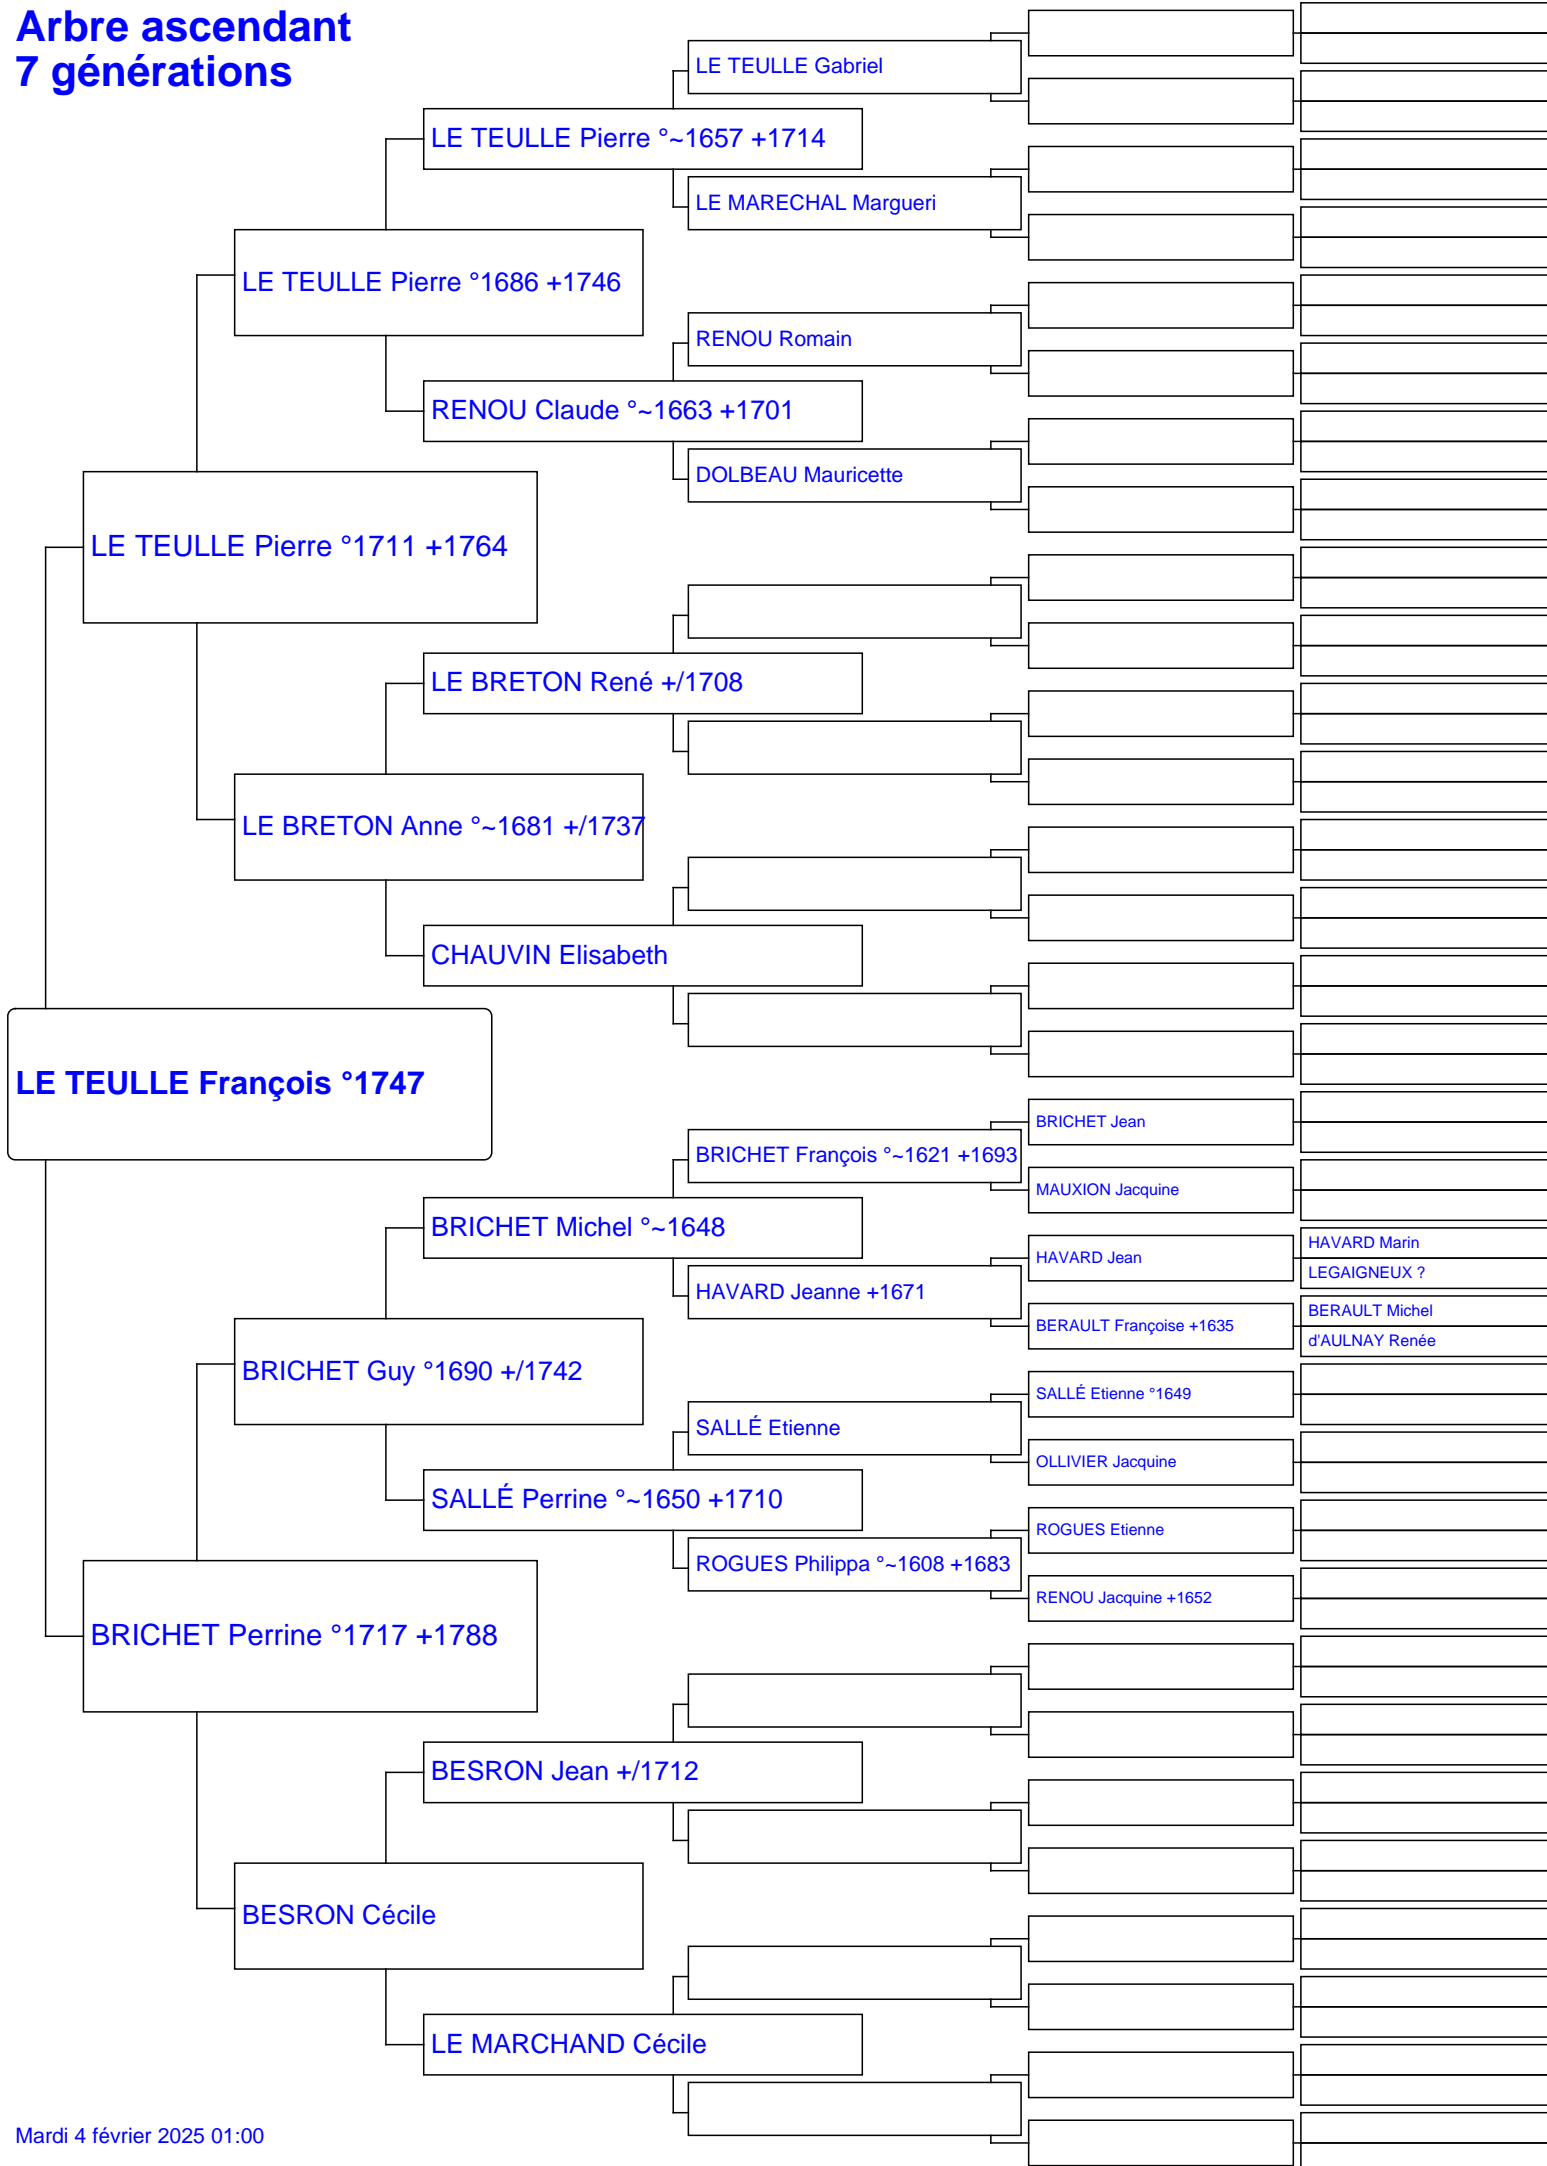 Arbre ascendant
7 générations
LE TEULLE Gabriel
LE TEULLE Pierre °~1657 +1714
LE MARECHAL Margueri
LE TEULLE Pierre °1686 +1746
RENOU Romain
RENOU Claude °~1663 +1701
DOLBEAU Mauricette
LE TEULLE Pierre °1711 +1764
LE BRETON René +/1708
LE BRETON Anne °~1681 +/1737
CHAUVIN Elisabeth
LE TEULLE François °1747
BRICHET Jean
BRICHET François °~1621 +1693
MAUXION Jacquine
BRICHET Michel °~1648
HAVARD Marin
HAVARD Jean
LEGAIGNEUX ?
HAVARD Jeanne +1671
BERAULT Michel
BERAULT Françoise +1635
d'AULNAY Renée
BRICHET Guy °1690 +/1742
SALLÉ Etienne °1649
SALLÉ Etienne
OLLIVIER Jacquine
SALLÉ Perrine °~1650 +1710
ROGUES Etienne
ROGUES Philippa °~1608 +1683
RENOU Jacquine +1652
BRICHET Perrine °1717 +1788
BESRON Jean +/1712
BESRON Cécile
LE MARCHAND Cécile
Mardi 4 février 2025 01:00